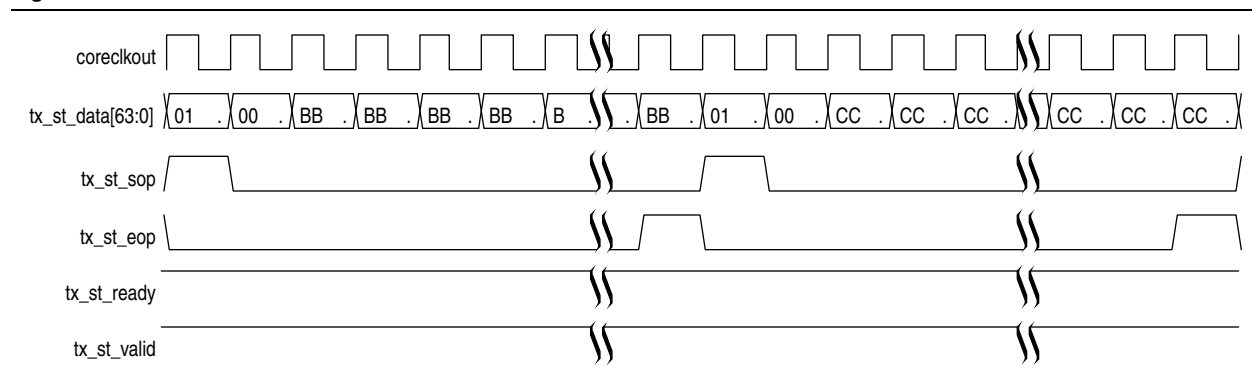 coreclkout
tx_st_data[63:0] 01 . 00 . BB . BB . BB . BB . B . . BB . 01 . 00 . CC . CC . CC . CC . CC . CC .
tx_st_sop
tx_st_eop
tx_st_ready
tx_st_valid